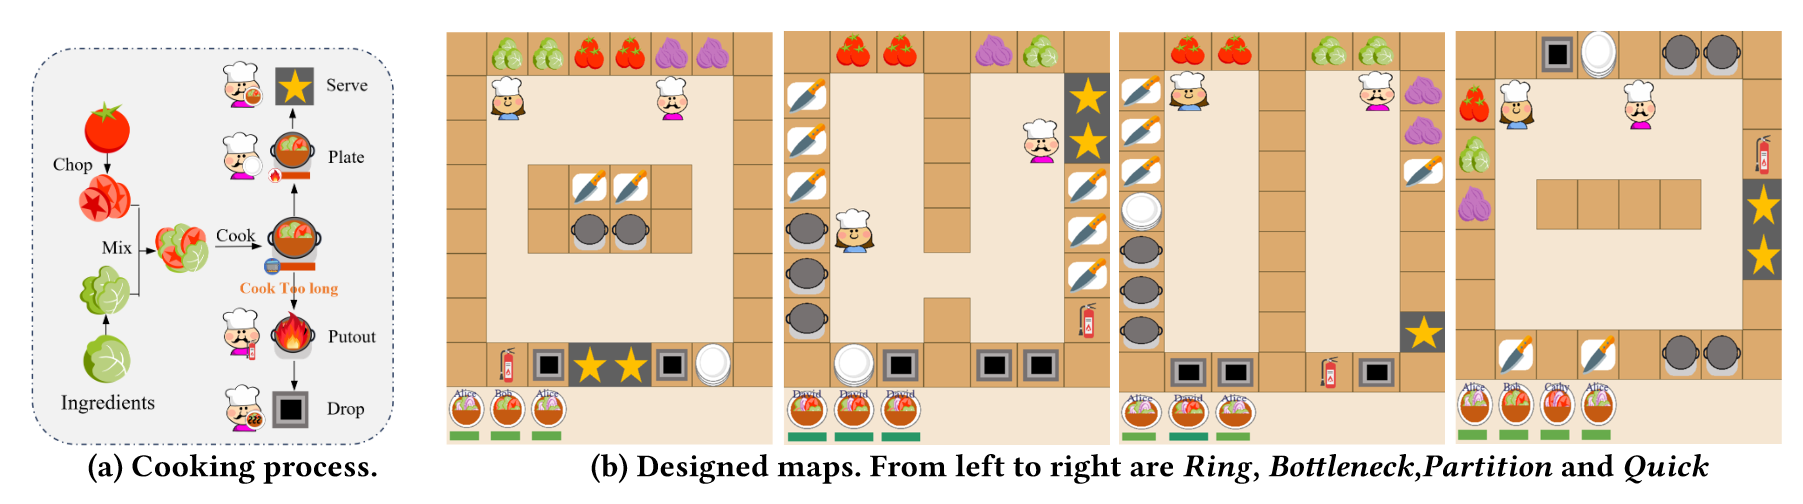 Serve
Plate
Chop
Mix
Cook
Cook Too long
Putout
Drop
Ingredients
(a) Cooking process.
Alice Bob Alice
David David David
Alice David Alice
Alice Bob Cathy Alice
(b) Designed maps. From left to right are Ring, Bottleneck,Partition and Quick